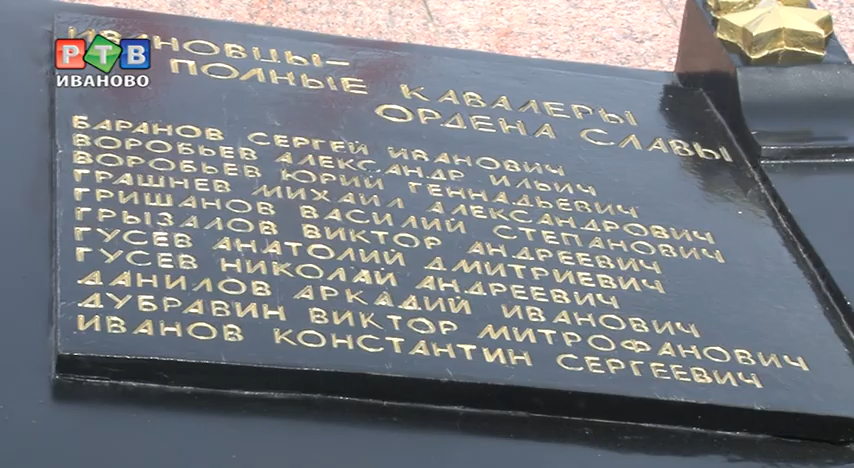 РТВ
ИВАНОВО
ИВАНОВЦЫ–
ПОЛНЫЕ КАВАЛЕРЫ
ОРДЕНА СЛАВЫ
БАРАНОВ СЕРГЕЙ ИВАНОВИЧ
ВОРОБЬЕВ АЛЕКСАНДР ИЛЬИЧ
ВОРОБЬЕВ ЮРИЙ ГЕННАДЬЕВИЧ
ГРАШНЕВ МИХАИЛ АЛЕКСАНДРОВИЧ
ГРИШАНОВ ВАСИЛИЙ СТЕПАНОВИЧ
ГРЫЗАЛОВ ВИКТОР АНДРЕЕВИЧ
ГУСЕВ АНАТОЛИЙ ДМИТРИЕВИЧ
ГУСЕВ НИКОЛАЙ АНДРЕЕВИЧ
ДАНИЛОВ АРКАДИЙ ИВАНОВИЧ
ДУБРАВИН ВИКТОР МИТРОФАНОВИЧ
ИВАНОВ КОНСТАНТИН СЕРГЕЕВИЧ